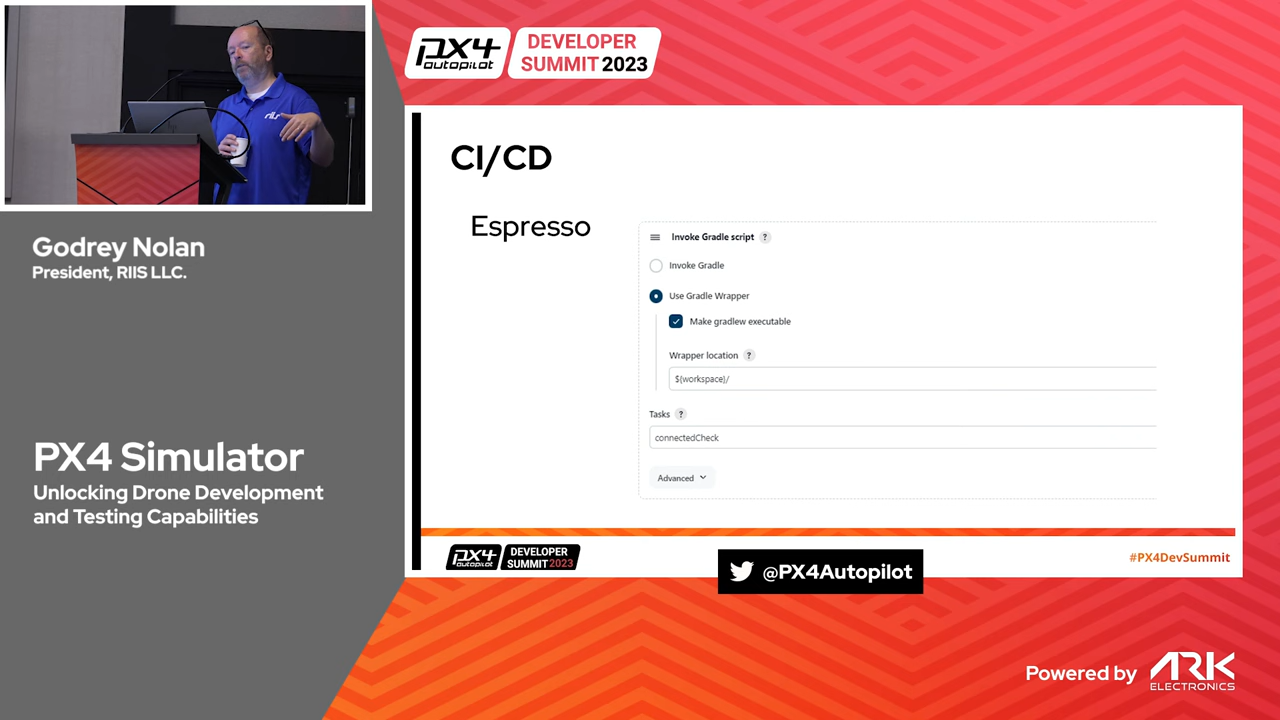 PX4
autopilot
DEVELOPER
SUMMIT 2023
riis
Godrey Nolan
President, RIIS LLC.
PX4 Simulator
Unlocking Drone Development
and Testing Capabilities
CI/CD
Espresso
Invoke Gradle script ?
Invoke Gradle
Use Gradle Wrapper
Make gradlew executable
Wrapper location ?
${workspace}/
Tasks ?
connectedCheck
Advanced
PX4
autopilot
DEVELOPER
SUMMIT 2023
@PX4Autopilot
#PX4DevSummit
Powered by
ARK
ELECTRONICS